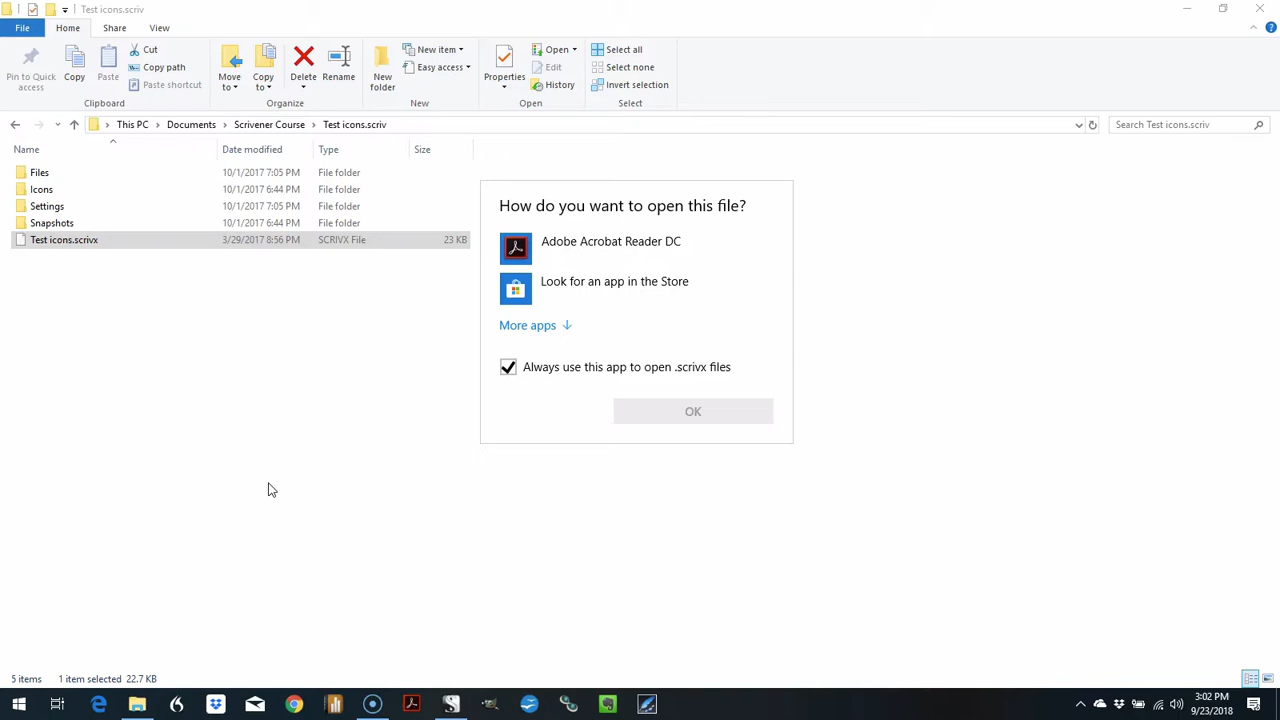 Test icons.scriv
File Home Share View
Pin to Quick access
Copy
Paste
Cut
Copy path
Paste shortcut
Clipboard
Move to
Copy to
Delete
Rename
Organize
New folder
New item
Easy access
New
Properties
Open
Edit
History
Open
Select all
Select none
Invert selection
Select
This PC Documents Scrivener Course Test icons.scriv
Search Test icons.scriv
Name Date modified Type Size
Files 10/1/2017 7:05 PM File folder
Icons 10/1/2017 6:44 PM File folder
Settings 10/1/2017 7:05 PM File folder
Snapshots 10/1/2017 6:44 PM File folder
Test icons.scrivx 3/29/2017 8:56 PM SCRIVX File 23 KB
How do you want to open this file?
Adobe Acrobat Reader DC
Look for an app in the Store
More apps
Always use this app to open .scrivx files
OK
5 items 1 item selected 22.7 KB
3:02 PM
9/23/2018